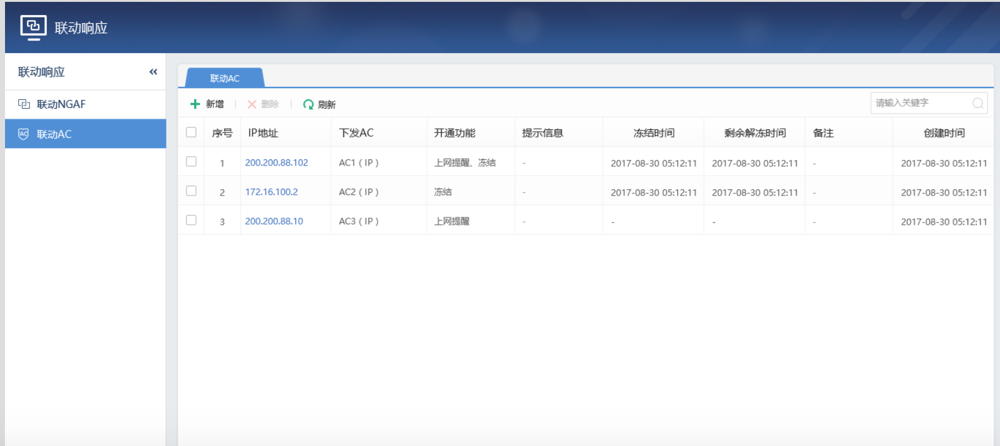 联动响应
联动响应 «
联动NGAF
AC 联动AC
联动AC
新增 删除 刷新 请输入关键字
序号 IP地址 下发AC 开通功能 提示信息 冻结时间 剩余解冻时间 备注 创建时间
1 200.200.88.102 AC1 ( IP ) 上网提醒、冻结 - 2017-08-30 05:12:11 2017-08-30 05:12:11 - 2017-08-30 05:12:11
2 172.16.100.2 AC2 ( IP ) 冻结 - 2017-08-30 05:12:11 2017-08-30 05:12:11 - 2017-08-30 05:12:11
3 200.200.88.10 AC3 ( IP ) 上网提醒 - - - - 2017-08-30 05:12:11